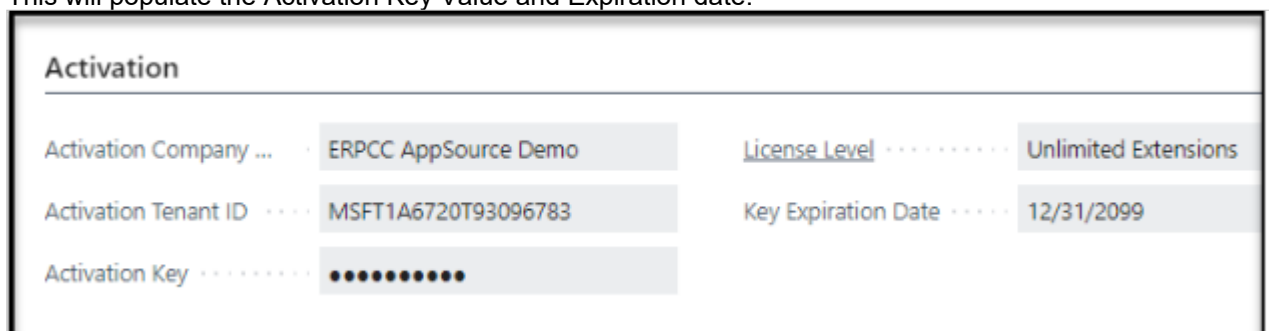 This will populate the Activation Key Value and Expiration date.
Activation
Activation Company ... ERPCC AppSource Demo License Level Unlimited Extensions
Activation Tenant ID MSFT1A6720T93096783 Key Expiration Date 12/31/2099
Activation Key ●●●●●●●●●●